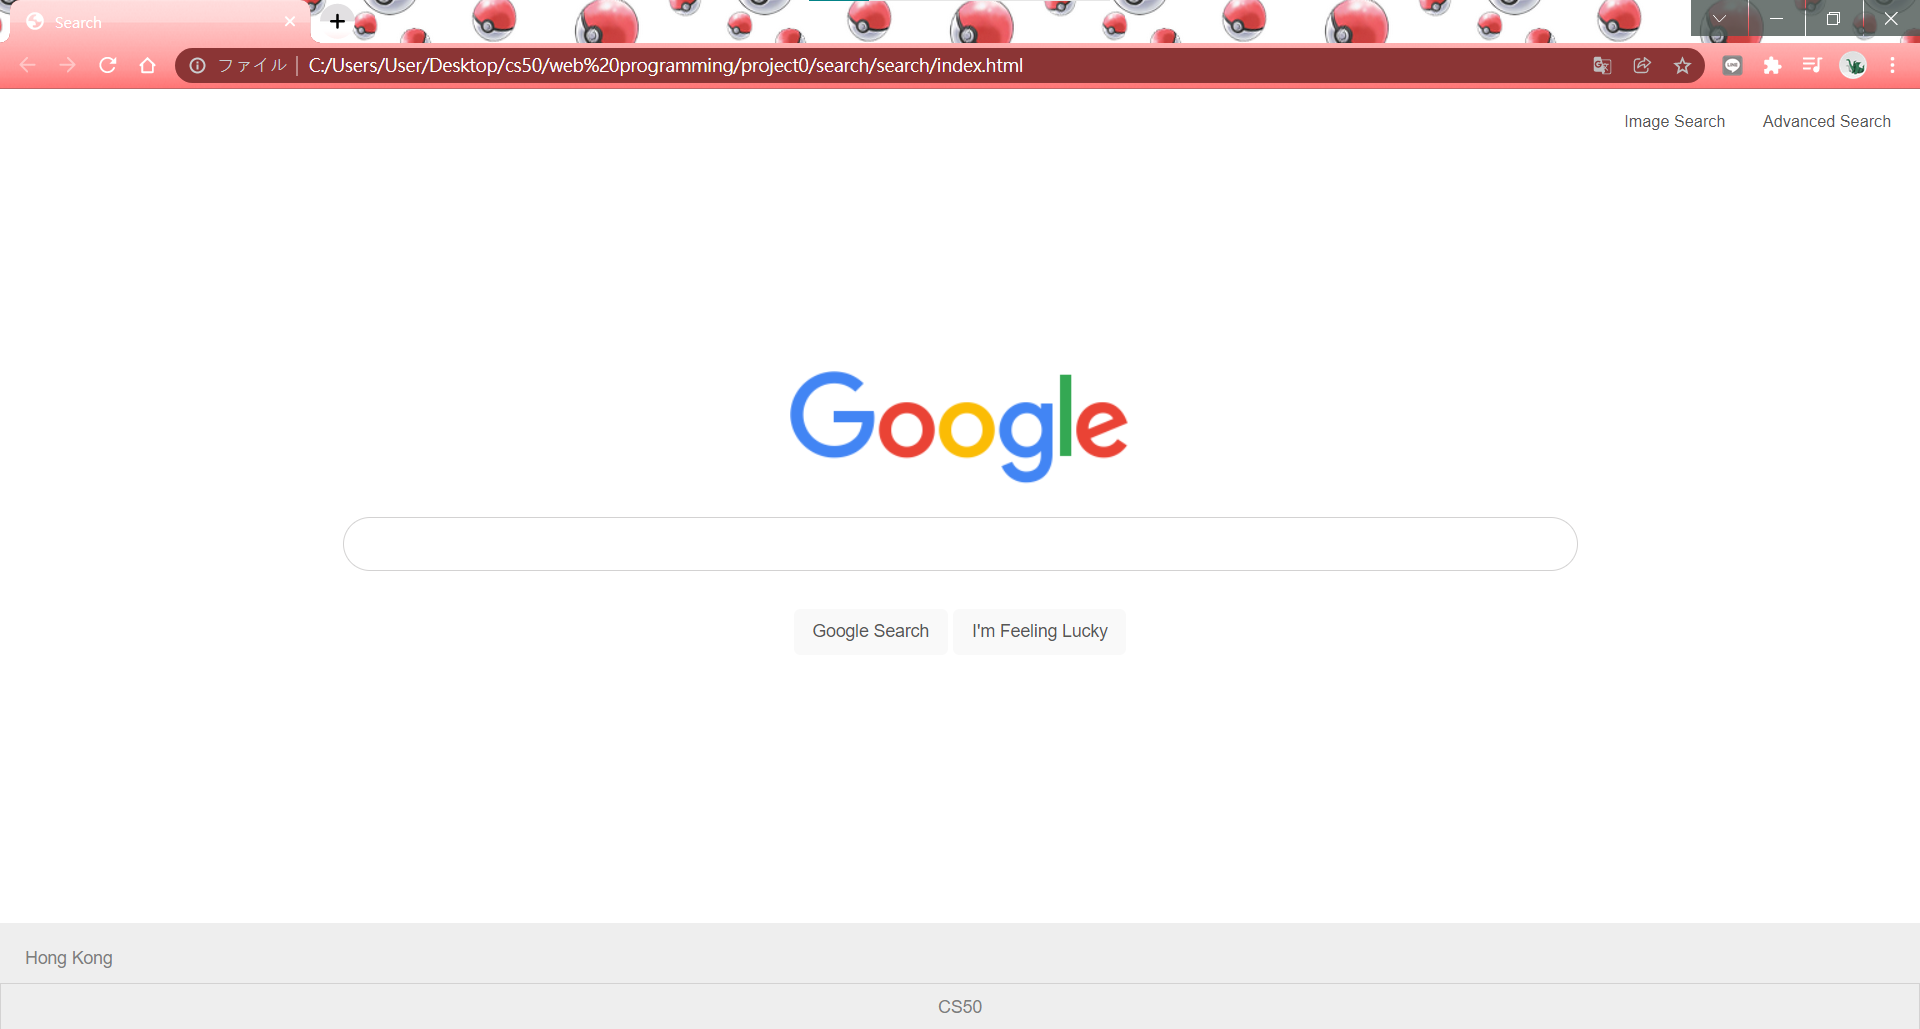 Search
ファイル | C:/Users/User/Desktop/cs50/web%20programming/project0/search/search/index.html
Image Search Advanced Search
Google
Google Search I'm Feeling Lucky
Hong Kong
CS50